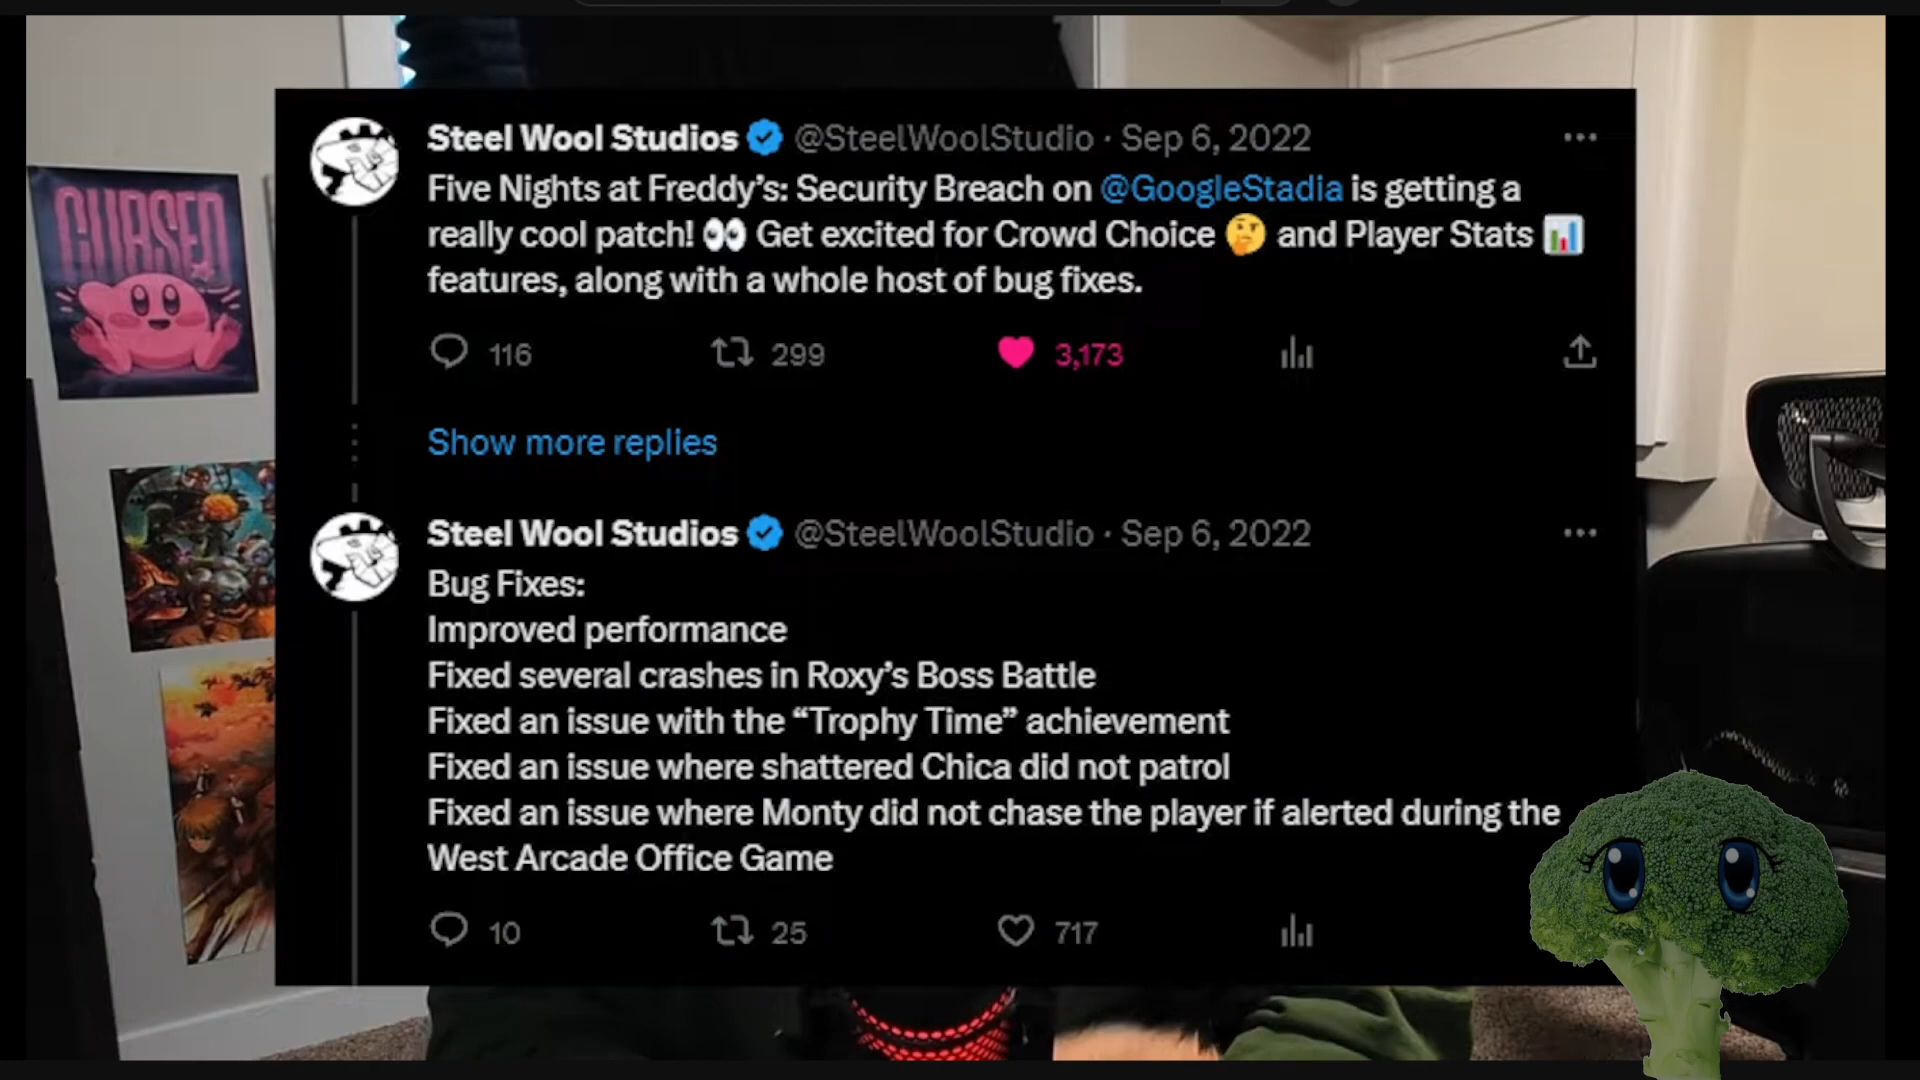 CURSED
Steel Wool Studios @SteelWoolStudio · Sep 6, 2022
Five Nights at Freddy’s: Security Breach on @GoogleStadia is getting a
really cool patch! 👀 Get excited for Crowd Choice 🤔 and Player Stats 📊
features, along with a whole host of bug fixes.
116 299 3,173
Show more replies
Steel Wool Studios @SteelWoolStudio · Sep 6, 2022
Bug Fixes:
Improved performance
Fixed several crashes in Roxy’s Boss Battle
Fixed an issue with the “Trophy Time” achievement
Fixed an issue where shattered Chica did not patrol
Fixed an issue where Monty did not chase the player if alerted during the
West Arcade Office Game
10 25 717